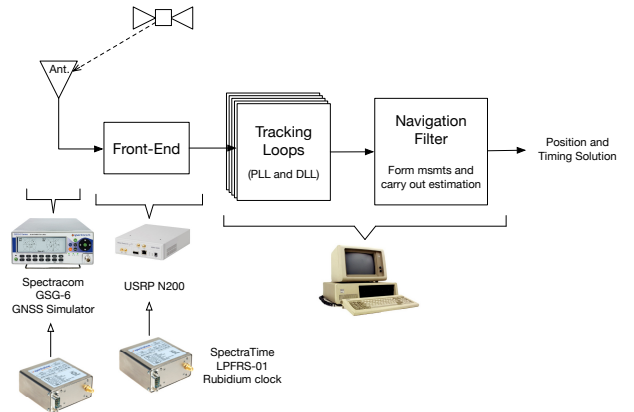 Ant.
Front-End
Tracking
Loops
(PLL and DLL)
Navigation
Filter
Form msmts and
carry out estimation
Position and
Timing Solution
Spectracom
GSG-6
GNSS Simulator
USRP N200
SpectraTime
LPFRS-01
Rubidium clock